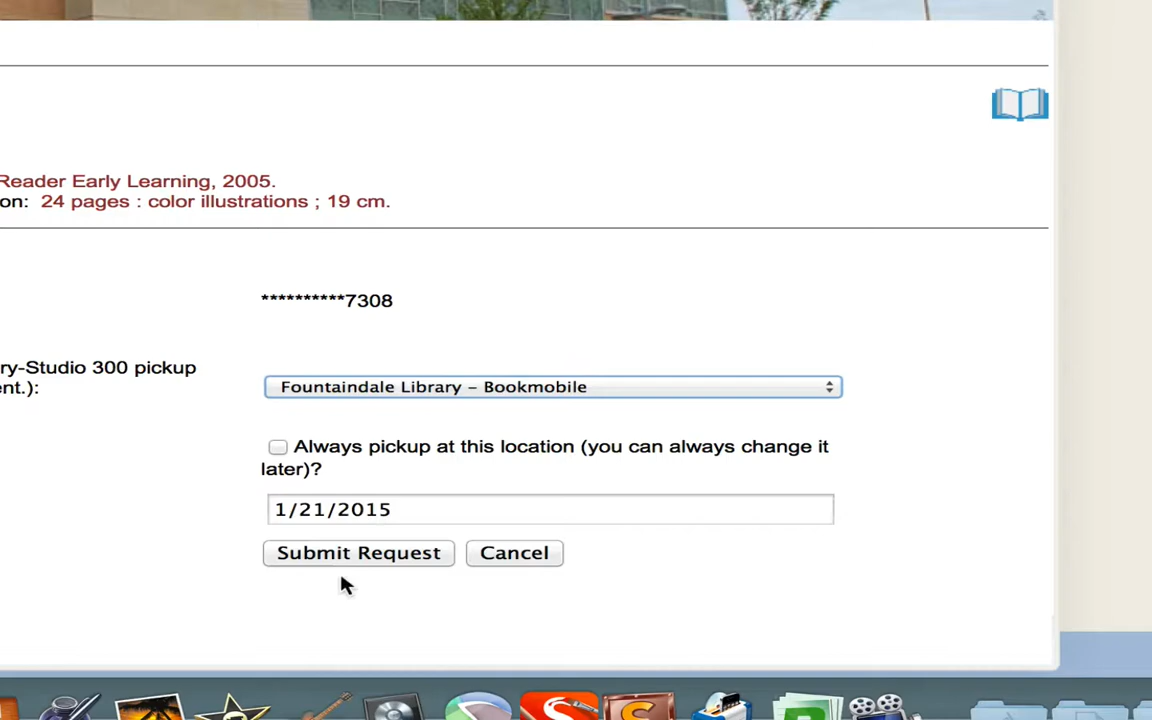 Reader Early Learning, 2005.
on: 24 pages : color illustrations ; 19 cm.
**********7308
ry-Studio 300 pickup
nt.):
Fountaindale Library – Bookmobile
Always pickup at this location (you can always change it
later)?
1/21/2015
Submit Request Cancel